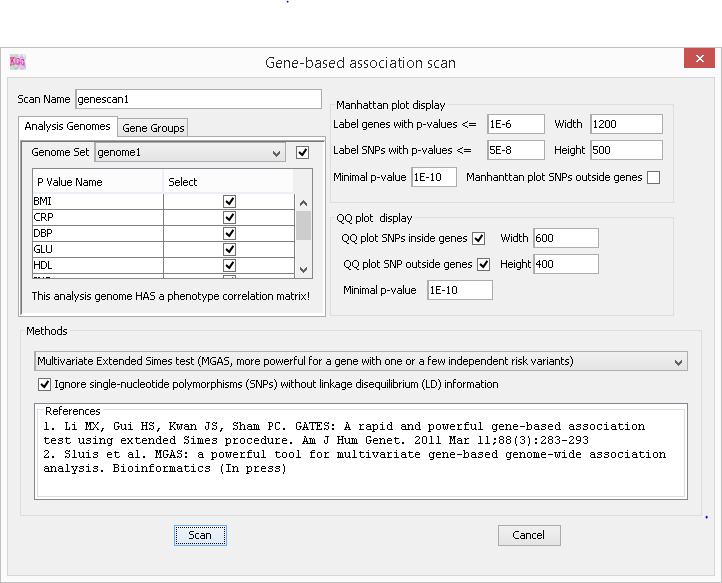 KGG
Gene-based association scan
Scan Name genescan1
Analysis Genomes Gene Groups
Genome Set genome1
P Value Name Select
BMI
CRP
DBP
GLU
HDL
This analysis genome HAS a phenotype correlation matrix!
Manhattan plot display
Label genes with p-values <= 1E-6 Width 1200
Label SNPs with p-values <= 5E-8 Height 500
Minimal p-value 1E-10 Manhanttan plot SNPs outside genes
QQ plot display
QQ plot SNPs inside genes Width 600
QQ plot SNP outside genes Height 400
Minimal p-value 1E-10
Methods
Multivariate Extended Simes test (MGAS, more powerful for a gene with one or a few independent risk variants)
Ignore single-nucleotide polymorphisms (SNPs) without linkage disequilibrium (LD) information
References
1. Li MX, Gui HS, Kwan JS, Sham PC. GATES: A rapid and powerful gene-based association
test using extended Simes procedure. Am J Hum Genet. 2011 Mar 11;88(3):283-293
2. Sluis et al. MGAS: a powerful tool for multivariate gene-based genome-wide association
analysis. Bioinformatics (In press)
Scan Cancel